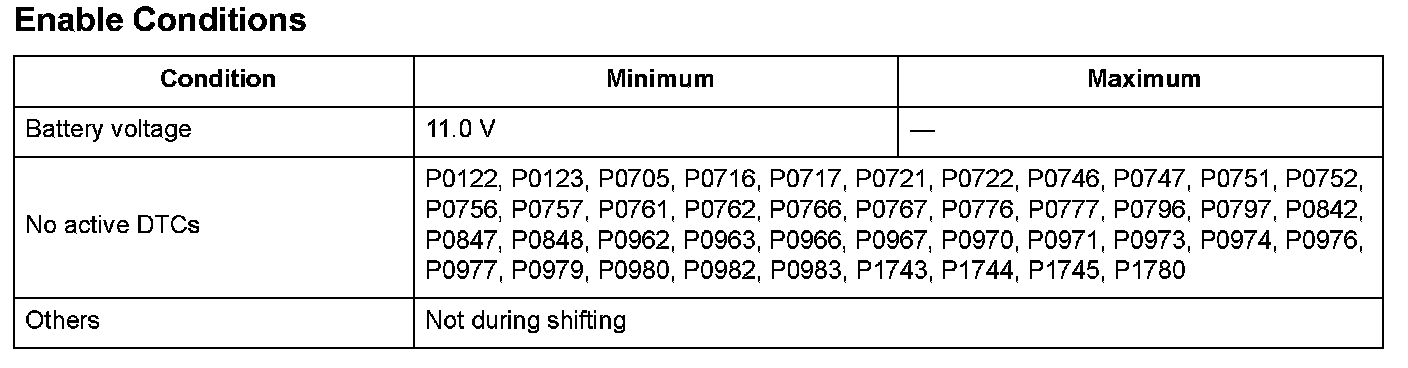 Enable Conditions
Condition Minimum Maximum
Battery voltage 11.0 V —
No active DTCs
P0122, P0123, P0705, P0716, P0717, P0721, P0722, P0746, P0747, P0751, P0752,
P0756, P0757, P0761, P0762, P0766, P0767, P0776, P0777, P0796, P0797, P0842,
P0847, P0848, P0962, P0963, P0966, P0967, P0970, P0971, P0973, P0974, P0976,
P0977, P0979, P0980, P0982, P0983, P1743, P1744, P1745, P1780
Others Not during shifting